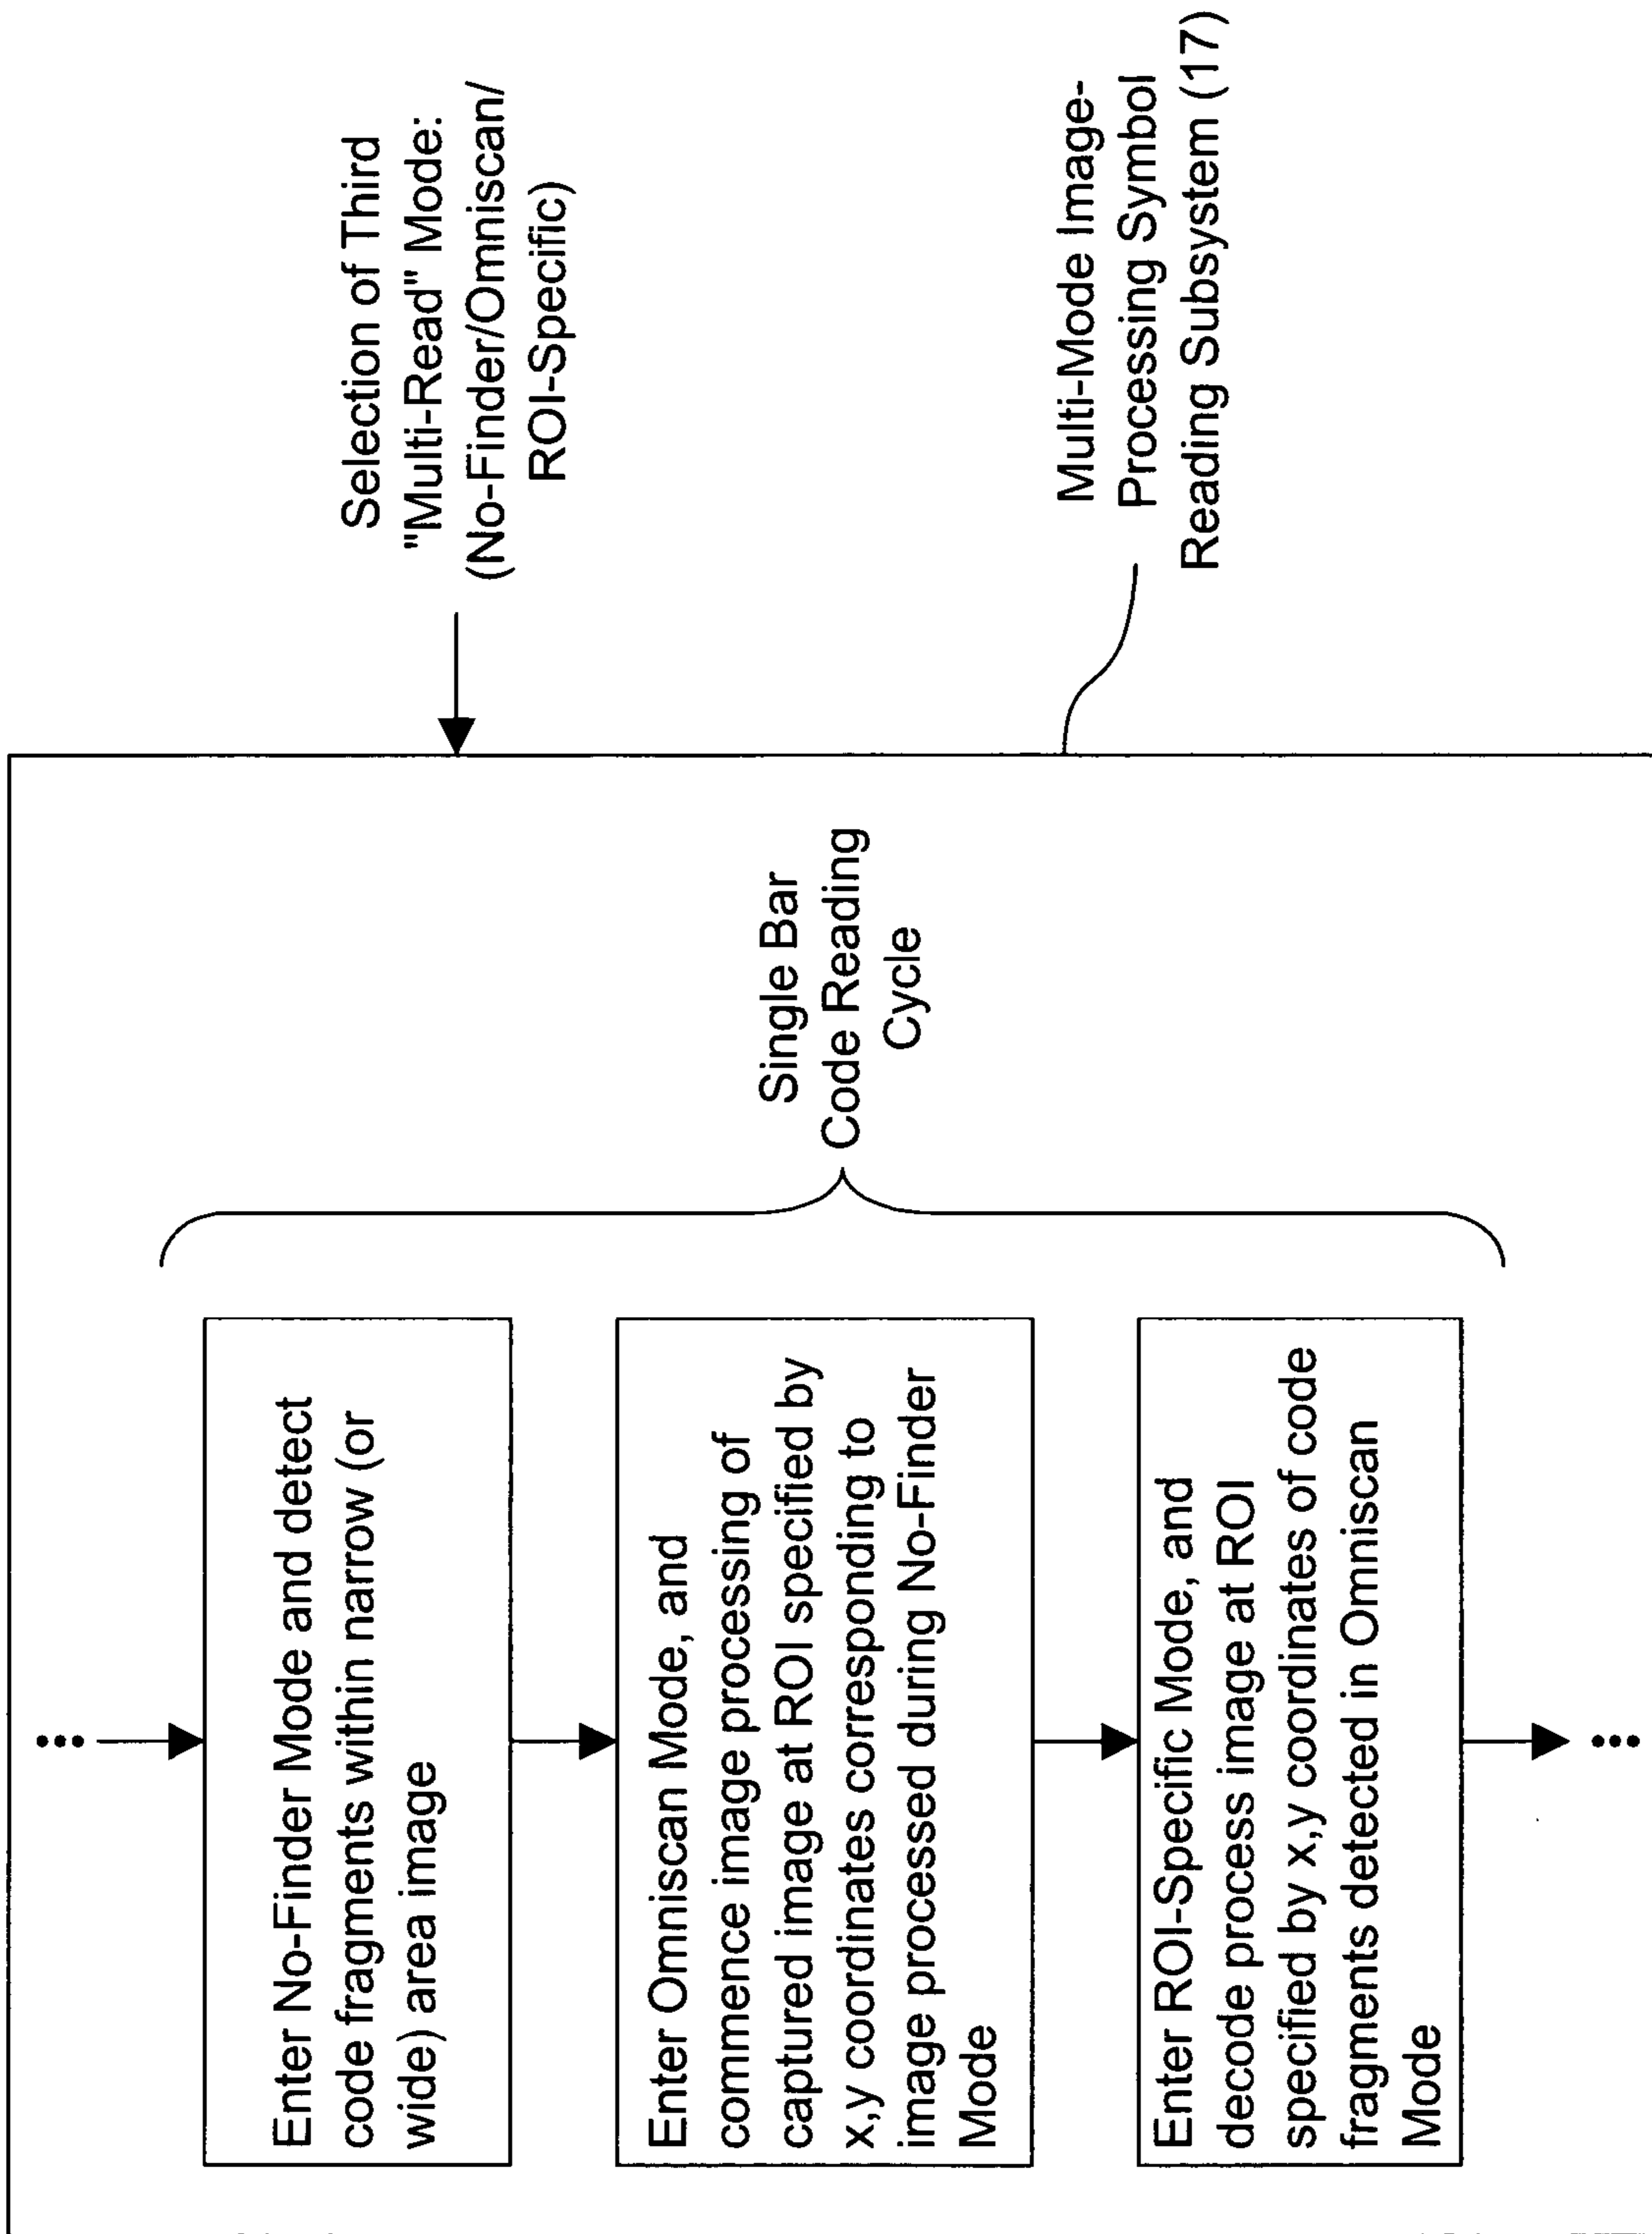 Selection of Third
"Multi-Read" Mode:
(No-Finder/Omniscan/
ROI-Specific)
Multi-Mode Image-
Processing Symbol
Reading Subsystem (17)
Single Bar
Code Reading
Cycle
Enter No-Finder Mode and detect
code fragments within narrow (or
wide) area image
Enter Omniscan Mode, and
commence image processing of
captured image at ROI specified by
x,y coordinates corresponding to
image processed during No-Finder
Mode
Enter ROI-Specific Mode, and
decode process image at ROI
specified by x,y coordinates of code
fragments detected in Omniscan
Mode